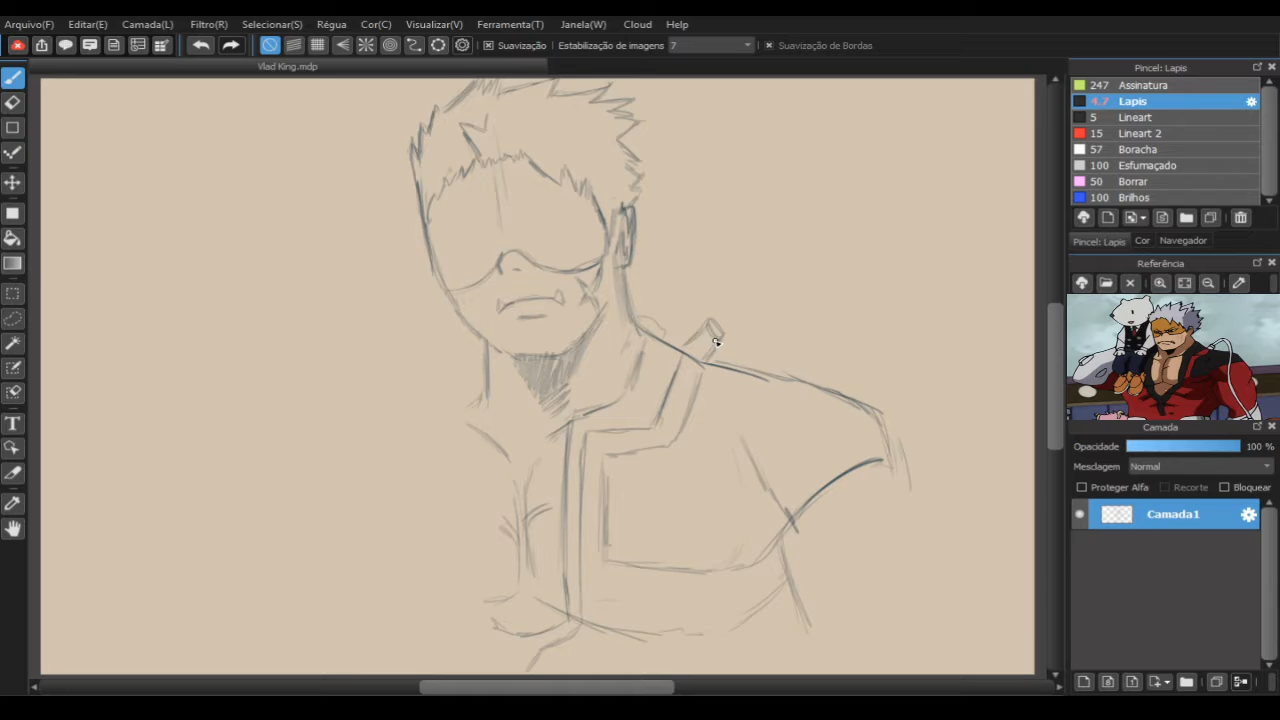 Arquivo(F) Editar(E) Camada(L) Filtro(R) Selecionar(S) Régua Cor(C) Visualizar(V) Ferramenta(T) Janela(W) Cloud Help
Suavização Estabilização de imagens 7 Suavização de Bordas
Vlad King.mdp
Pincel: Lapis
247 Assinatura
4.7 Lapis
5 Lineart
15 Lineart 2
57 Boracha
100 Esfumaçado
50 Borrar
100 Brilhos
Pincel: Lapis Cor Navegador
Referência
Camada
Opacidade 100 %
Mesclagem Normal
Proteger Alfa Recorte Bloquear
Camada1